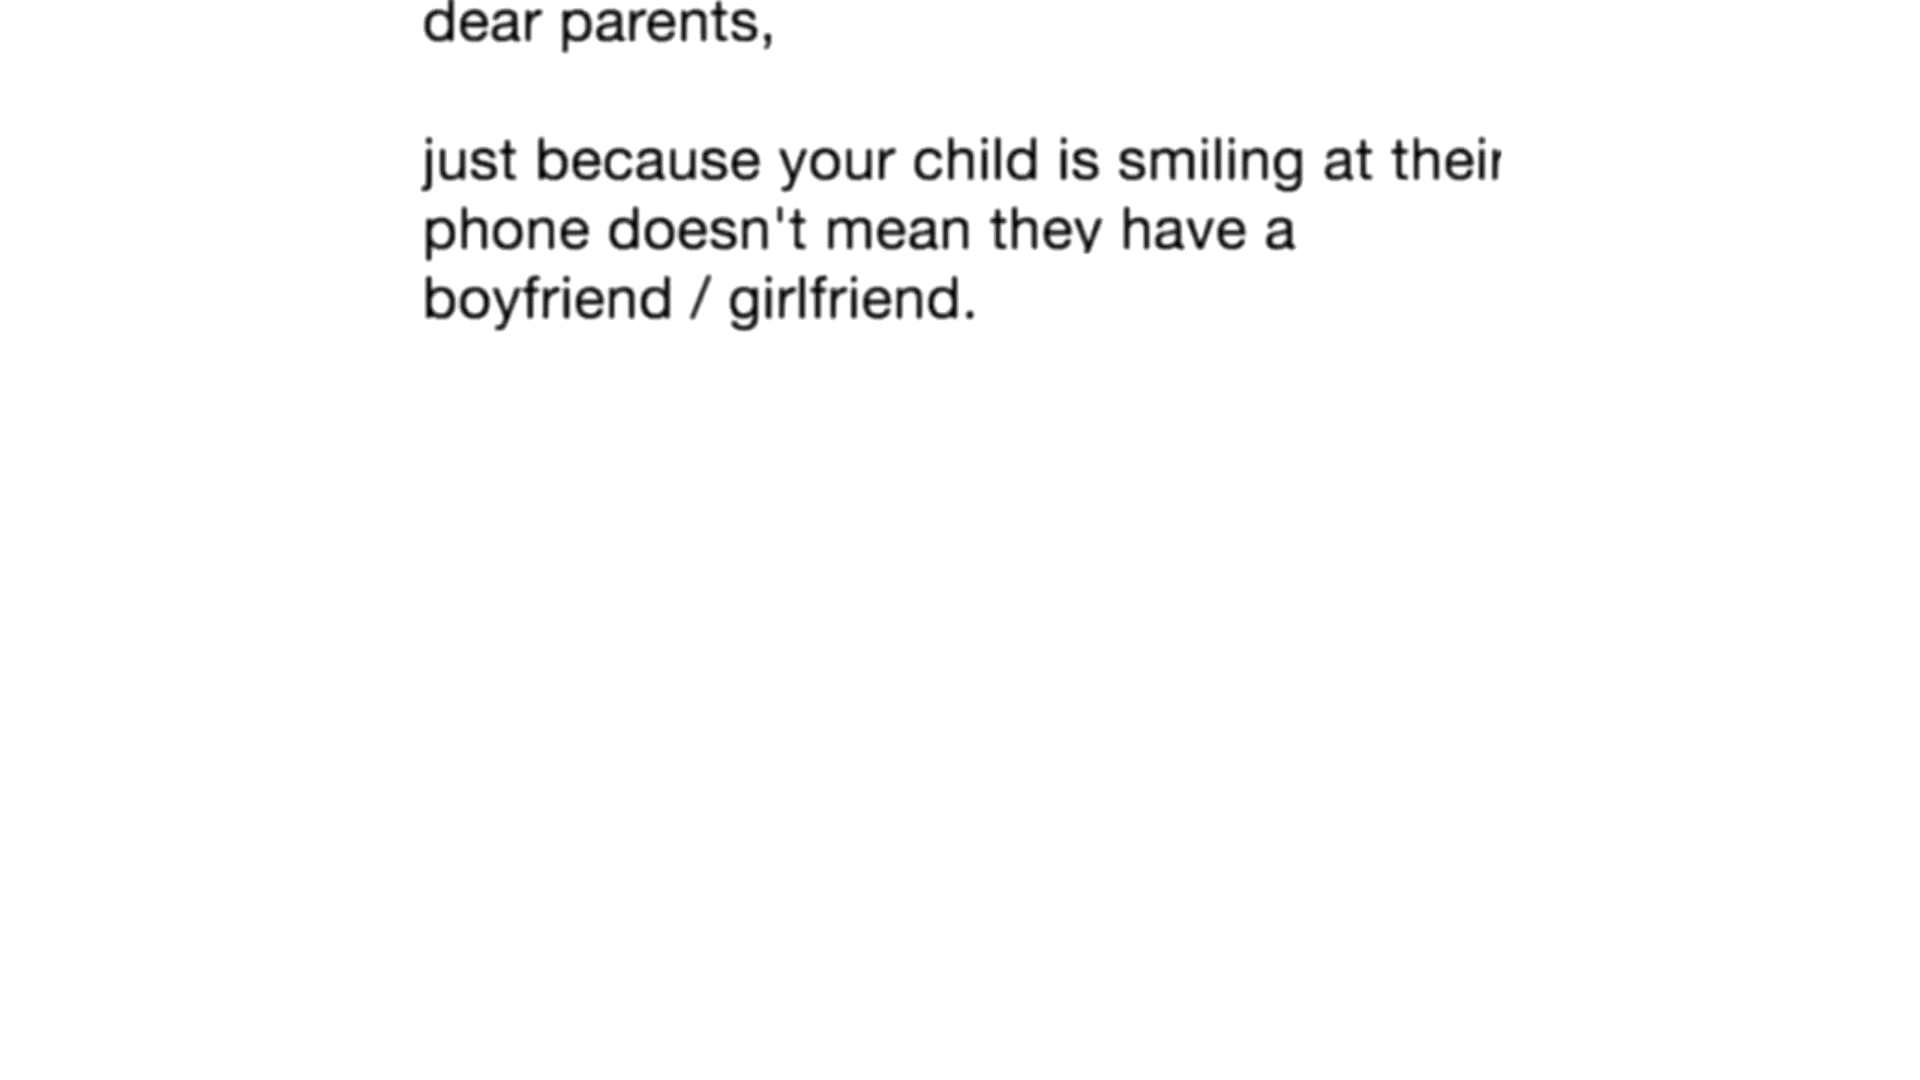 dear parents,
just because your child is smiling at their
phone doesn't mean they have a
boyfriend / girlfriend.